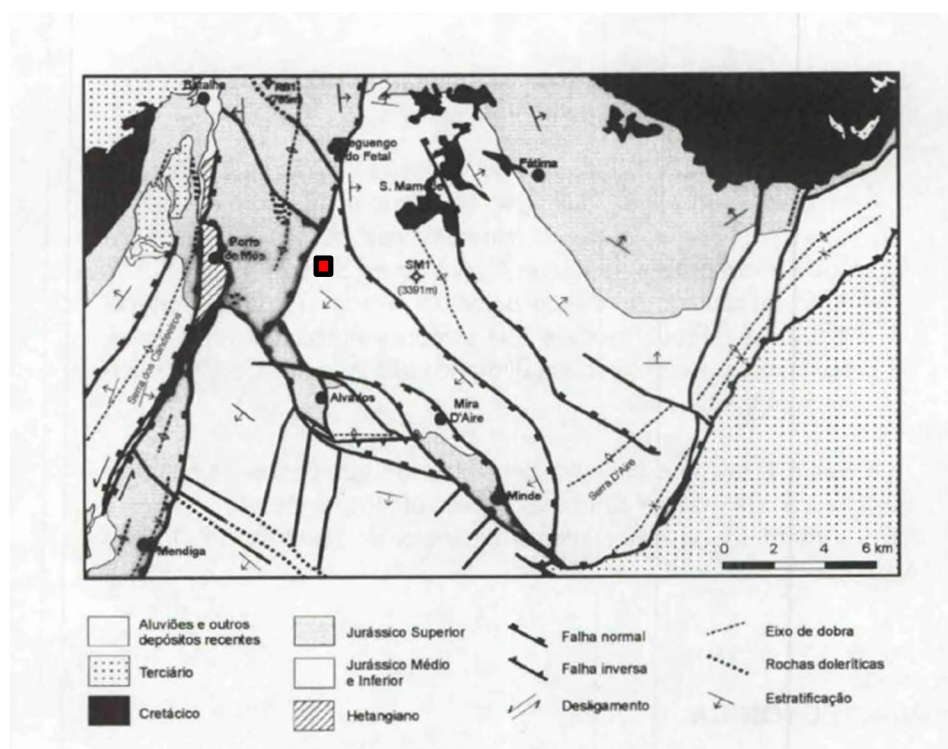 Batalha
eguengo
do Fetal
Fátima
S. Mamede
Porto
de Mós
SM1
(3391m)
Serra dos Candeeiros
Alvados
Mira
D'Aire
Minde
Serra D'Aire
Mendiga
0 2 4 6 km
Aluviões e outros
depósitos recentes
Terciário
Cretácico
Jurássico Superior
Jurássico Médio
e Inferior
Hetangiano
Falha normal
Falha inversa
Desligamento
Eixo de dobra
Rochas doleríticas
Estratificação